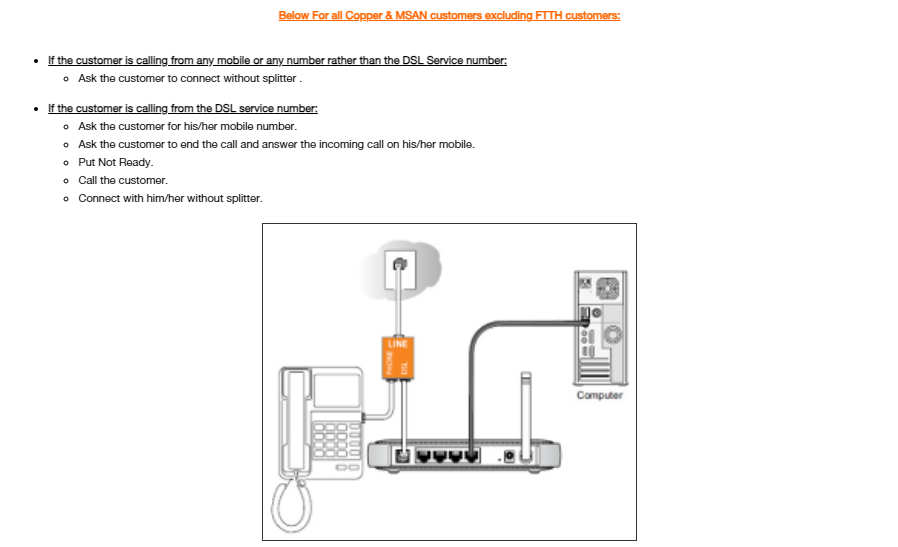 Below For all Copper & MSAN customers excluding FTTH customers:
If the customer is calling from any mobile or any number rather than the DSL Service number:
Ask the customer to connect without splitter .
If the customer is calling from the DSL service number:
Ask the customer for his/her mobile number.
Ask the customer to end the call and answer the incoming call on his/her mobile.
Put Not Ready.
Call the customer.
Connect with him/her without splitter.
LINE
PHONE
DSL
Computer